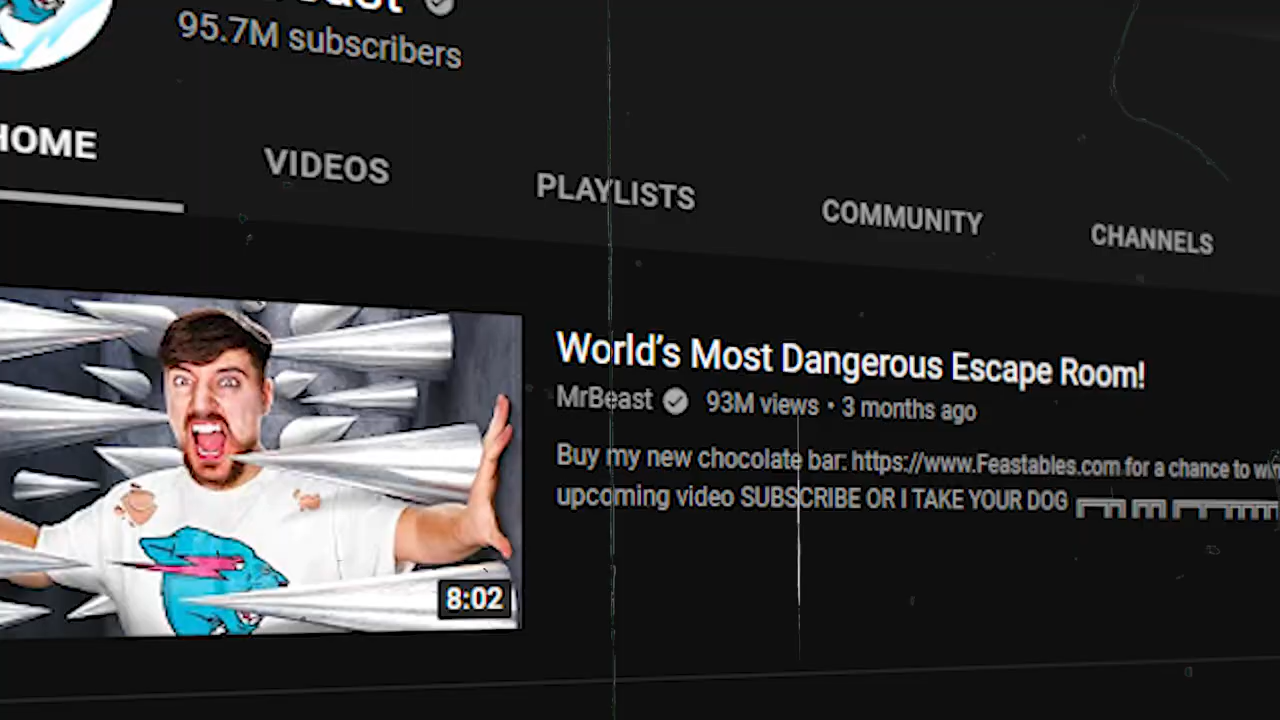 95.7M subscribers
HOME
VIDEOS
PLAYLISTS
COMMUNITY
CHANNELS
World's Most Dangerous Escape Room!
MrBeast 93M views • 3 months ago
Buy my new chocolate bar: https://www.Feastables.com for a chance to
upcoming video SUBSCRIBE OR I TAKE YOUR DOG
8:02